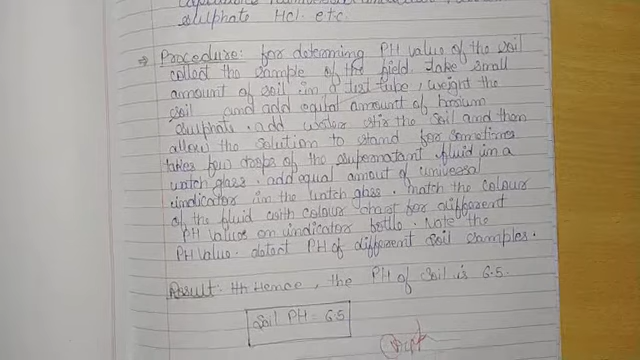 sulphate HCl. etc.
⇒ Procedure: for determing PH value of the soil
collect the sample of the field. Take small
amount of soil in a test tube, weight the
soil and add equal amount of
sulphate. add water stir the soil and then
allow the solution to stand for sometimes
takes few drops of the supernatant fluid in a
watch glass. add equal amount of universal
indicator in the watch glass. match the colour
of the fluid with colour chart for different
PH values on indicator bottle. Note the
PH value. detect PH of different soil samples.
Result: Hence, the PH of soil is 6.5.
Soil PH = 6.5